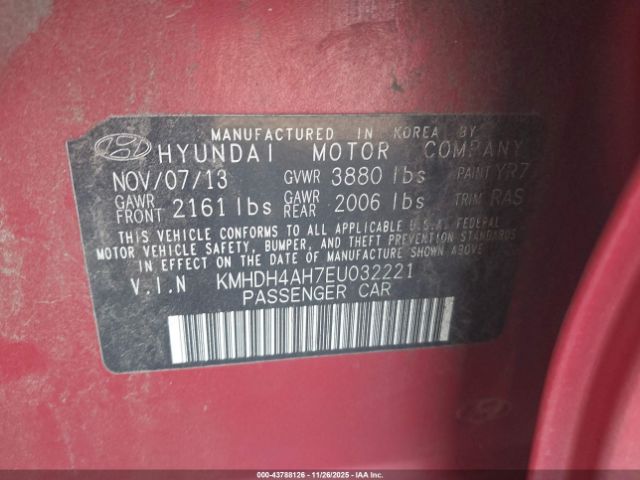 MANUFACTURED IN KOREA BY
HYUNDAI MOTOR COMPANY
NOV/07/13 GVWR 3880 lbs PAINT YR7
GAWR FRONT 2161 lbs GAWR REAR 2006 lbs TRIM RAS
THIS VEHICLE CONFORMS TO ALL APPLICABLE U.S.A. FEDERAL
MOTOR VEHICLE SAFETY, BUMPER, AND THEFT PREVENTION STANDARDS
IN EFFECT ON THE DATE OF MANUFACTURE SHOWN ABOVE
V.I.N KMHDH4AH7EU032221
PASSENGER CAR
000-43788126 - 11/26/2025 - IAA, Inc.